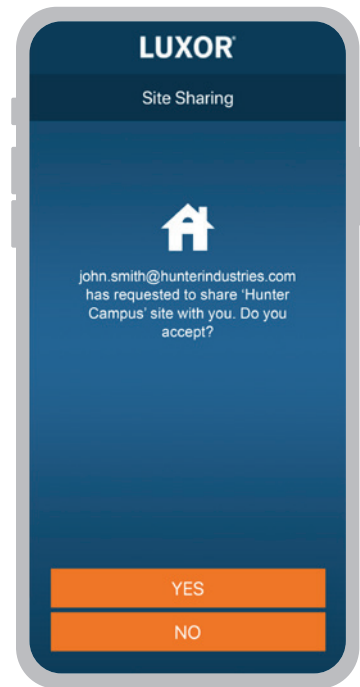 LUXOR
Site Sharing
john.smith@hunterindustries.com
has requested to share 'Hunter
Campus' site with you. Do you
accept?
YES
NO